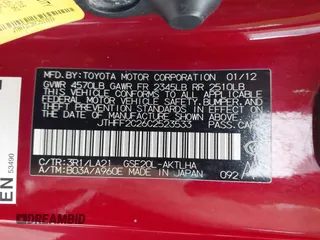 MFD. BY: TOYOTA MOTOR CORPORATION 01/12
GVWR 4570LB GAWR FR 2345LB RR 2510LB
THIS VEHICLE CONFORMS TO ALL APPLICABLE
FEDERAL MOTOR VEHICLE SAFETY, BUMPER, AND
THEFT PREVENTION STANDARDS IN EFFECT ON
THE DATE OF MANUFACTURE SHOWN ABOVE.
JTHFF2C26C2523533
PASS. CAR
C/TR: 3R1/LA21 GSE20L-AKTLHA
A/TM: B03A/A960E MADE IN JAPAN 092
EN
53490
DREAMBID